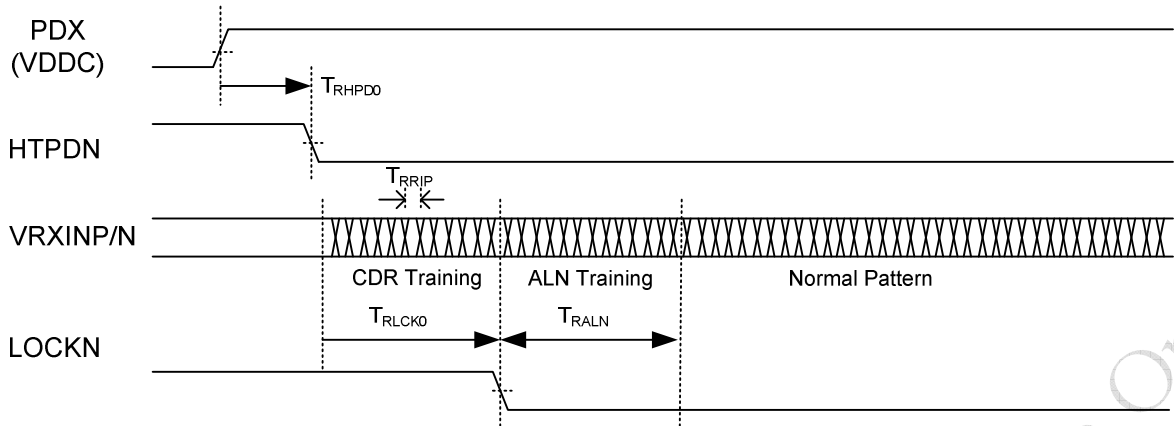 PDX
(VDDC)
TRHPD0
HTPDN
TRRIP
VRXINP/N
CDR Training ALN Training Normal Pattern
TRLCK0 TRALN
LOCKN